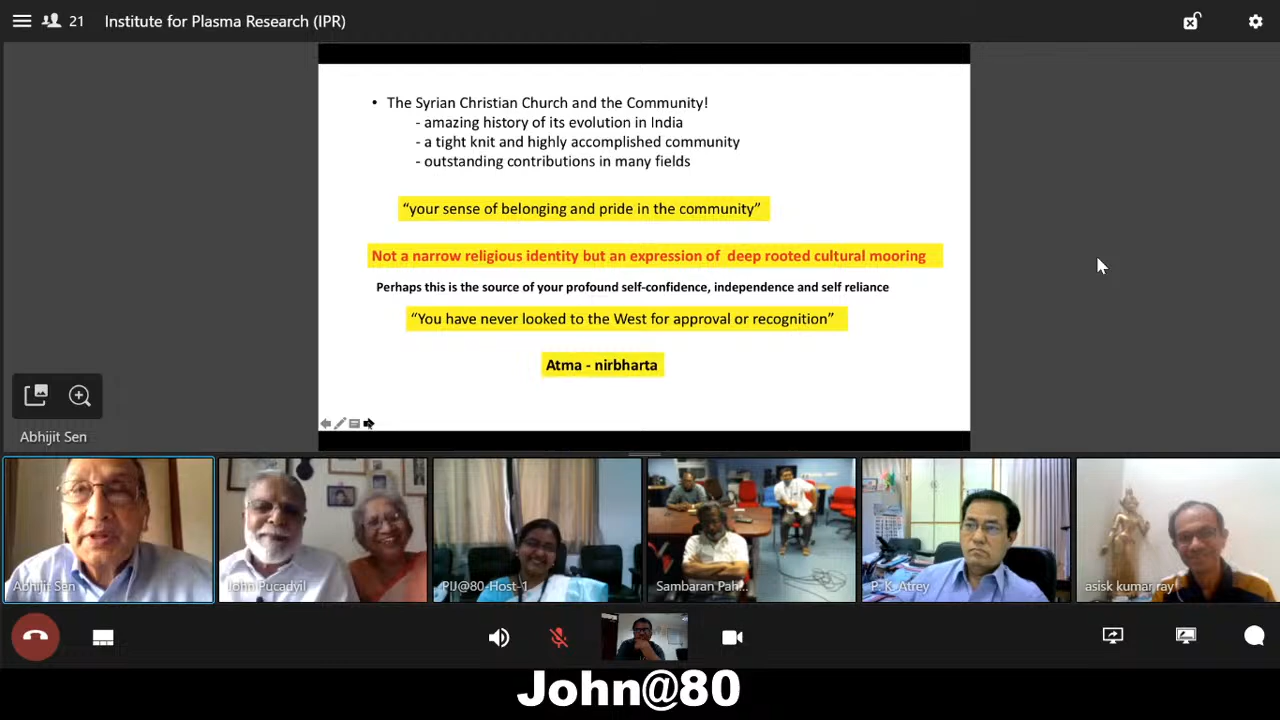 21 Institute for Plasma Research (IPR)
• The Syrian Christian Church and the Community!
- amazing history of its evolution in India
- a tight knit and highly accomplished community
- outstanding contributions in many fields
“your sense of belonging and pride in the community”
Not a narrow religious identity but an expression of deep rooted cultural mooring
Perhaps this is the source of your profound self-confidence, independence and self reliance
“You have never looked to the West for approval or recognition”
Atma - nirbharta
Abhijit Sen
Abhijit Sen
John Pucadyil
PIJ@80-Host-1
Sambaran Pah...
P. K. Atrey
asisk kumar ray
John@80